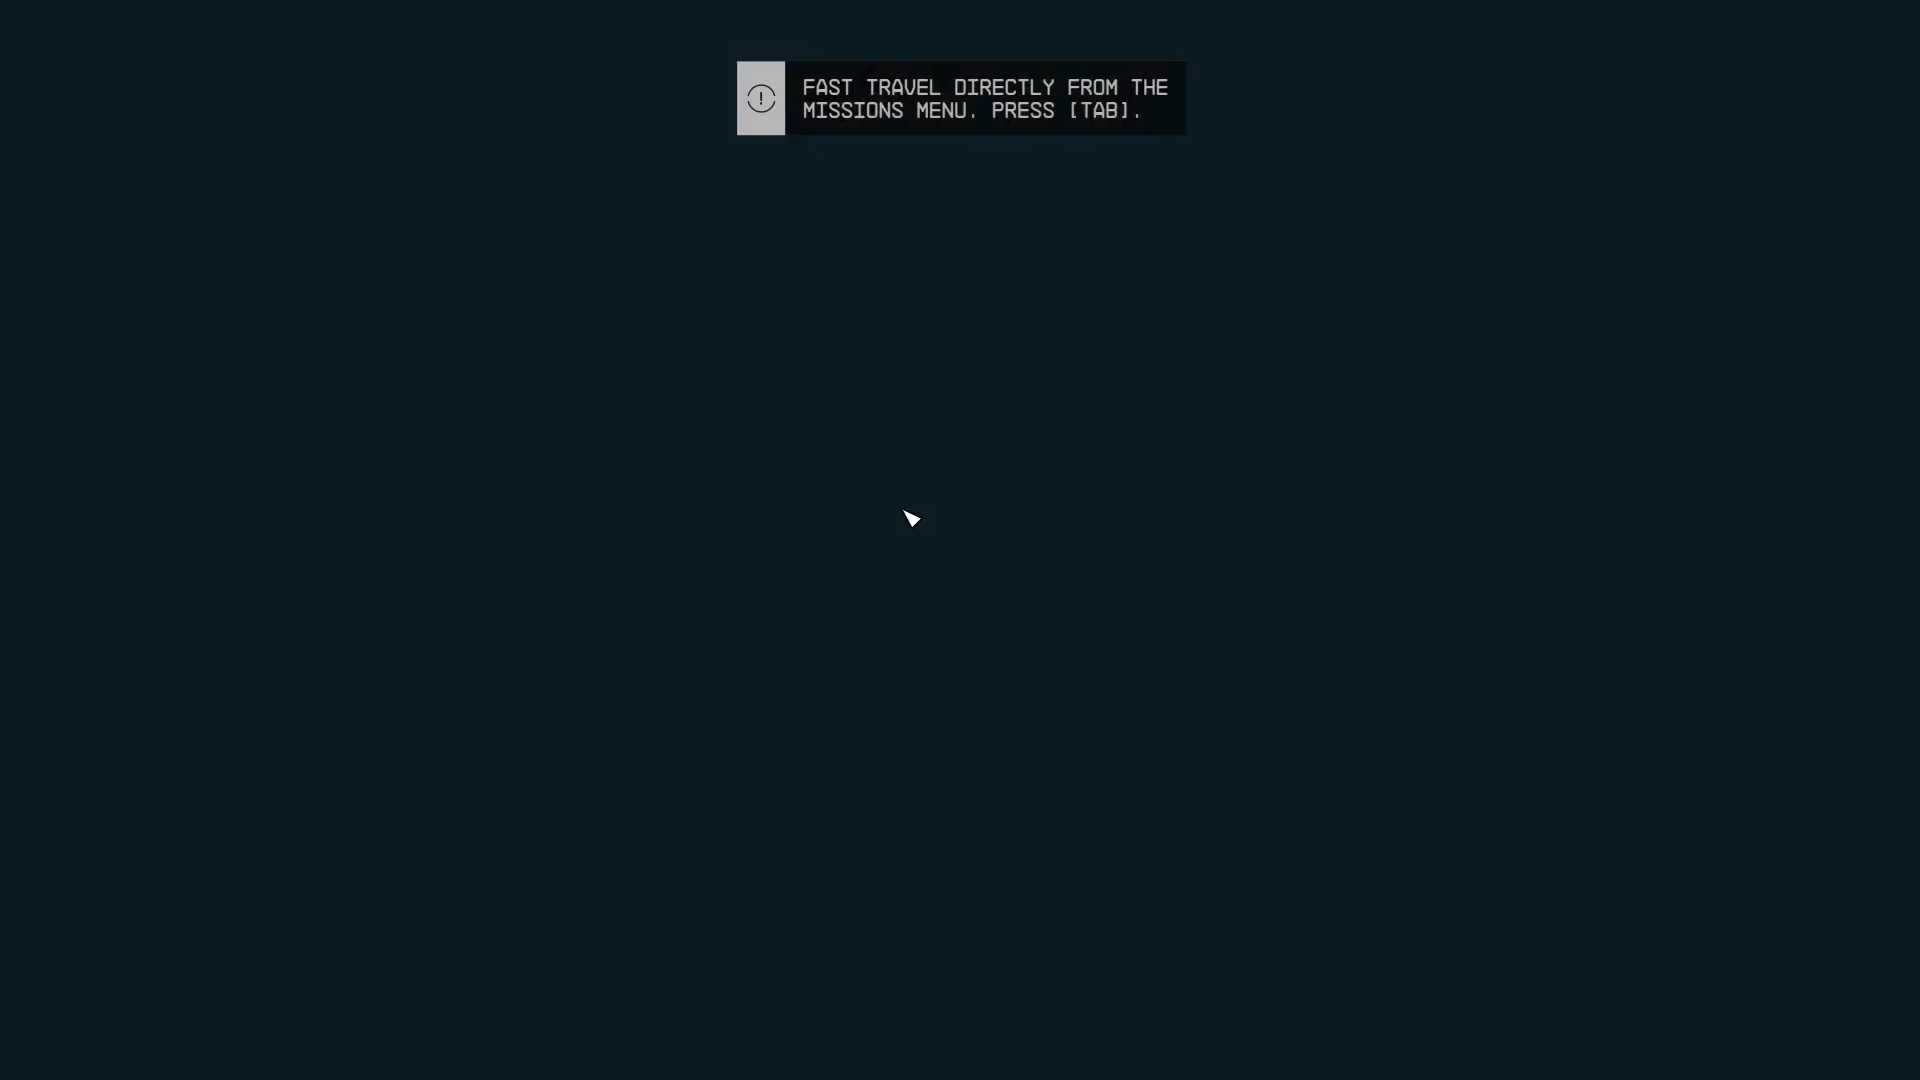 FAST TRAVEL DIRECTLY FROM THE
MISSIONS MENU. PRESS [TAB].